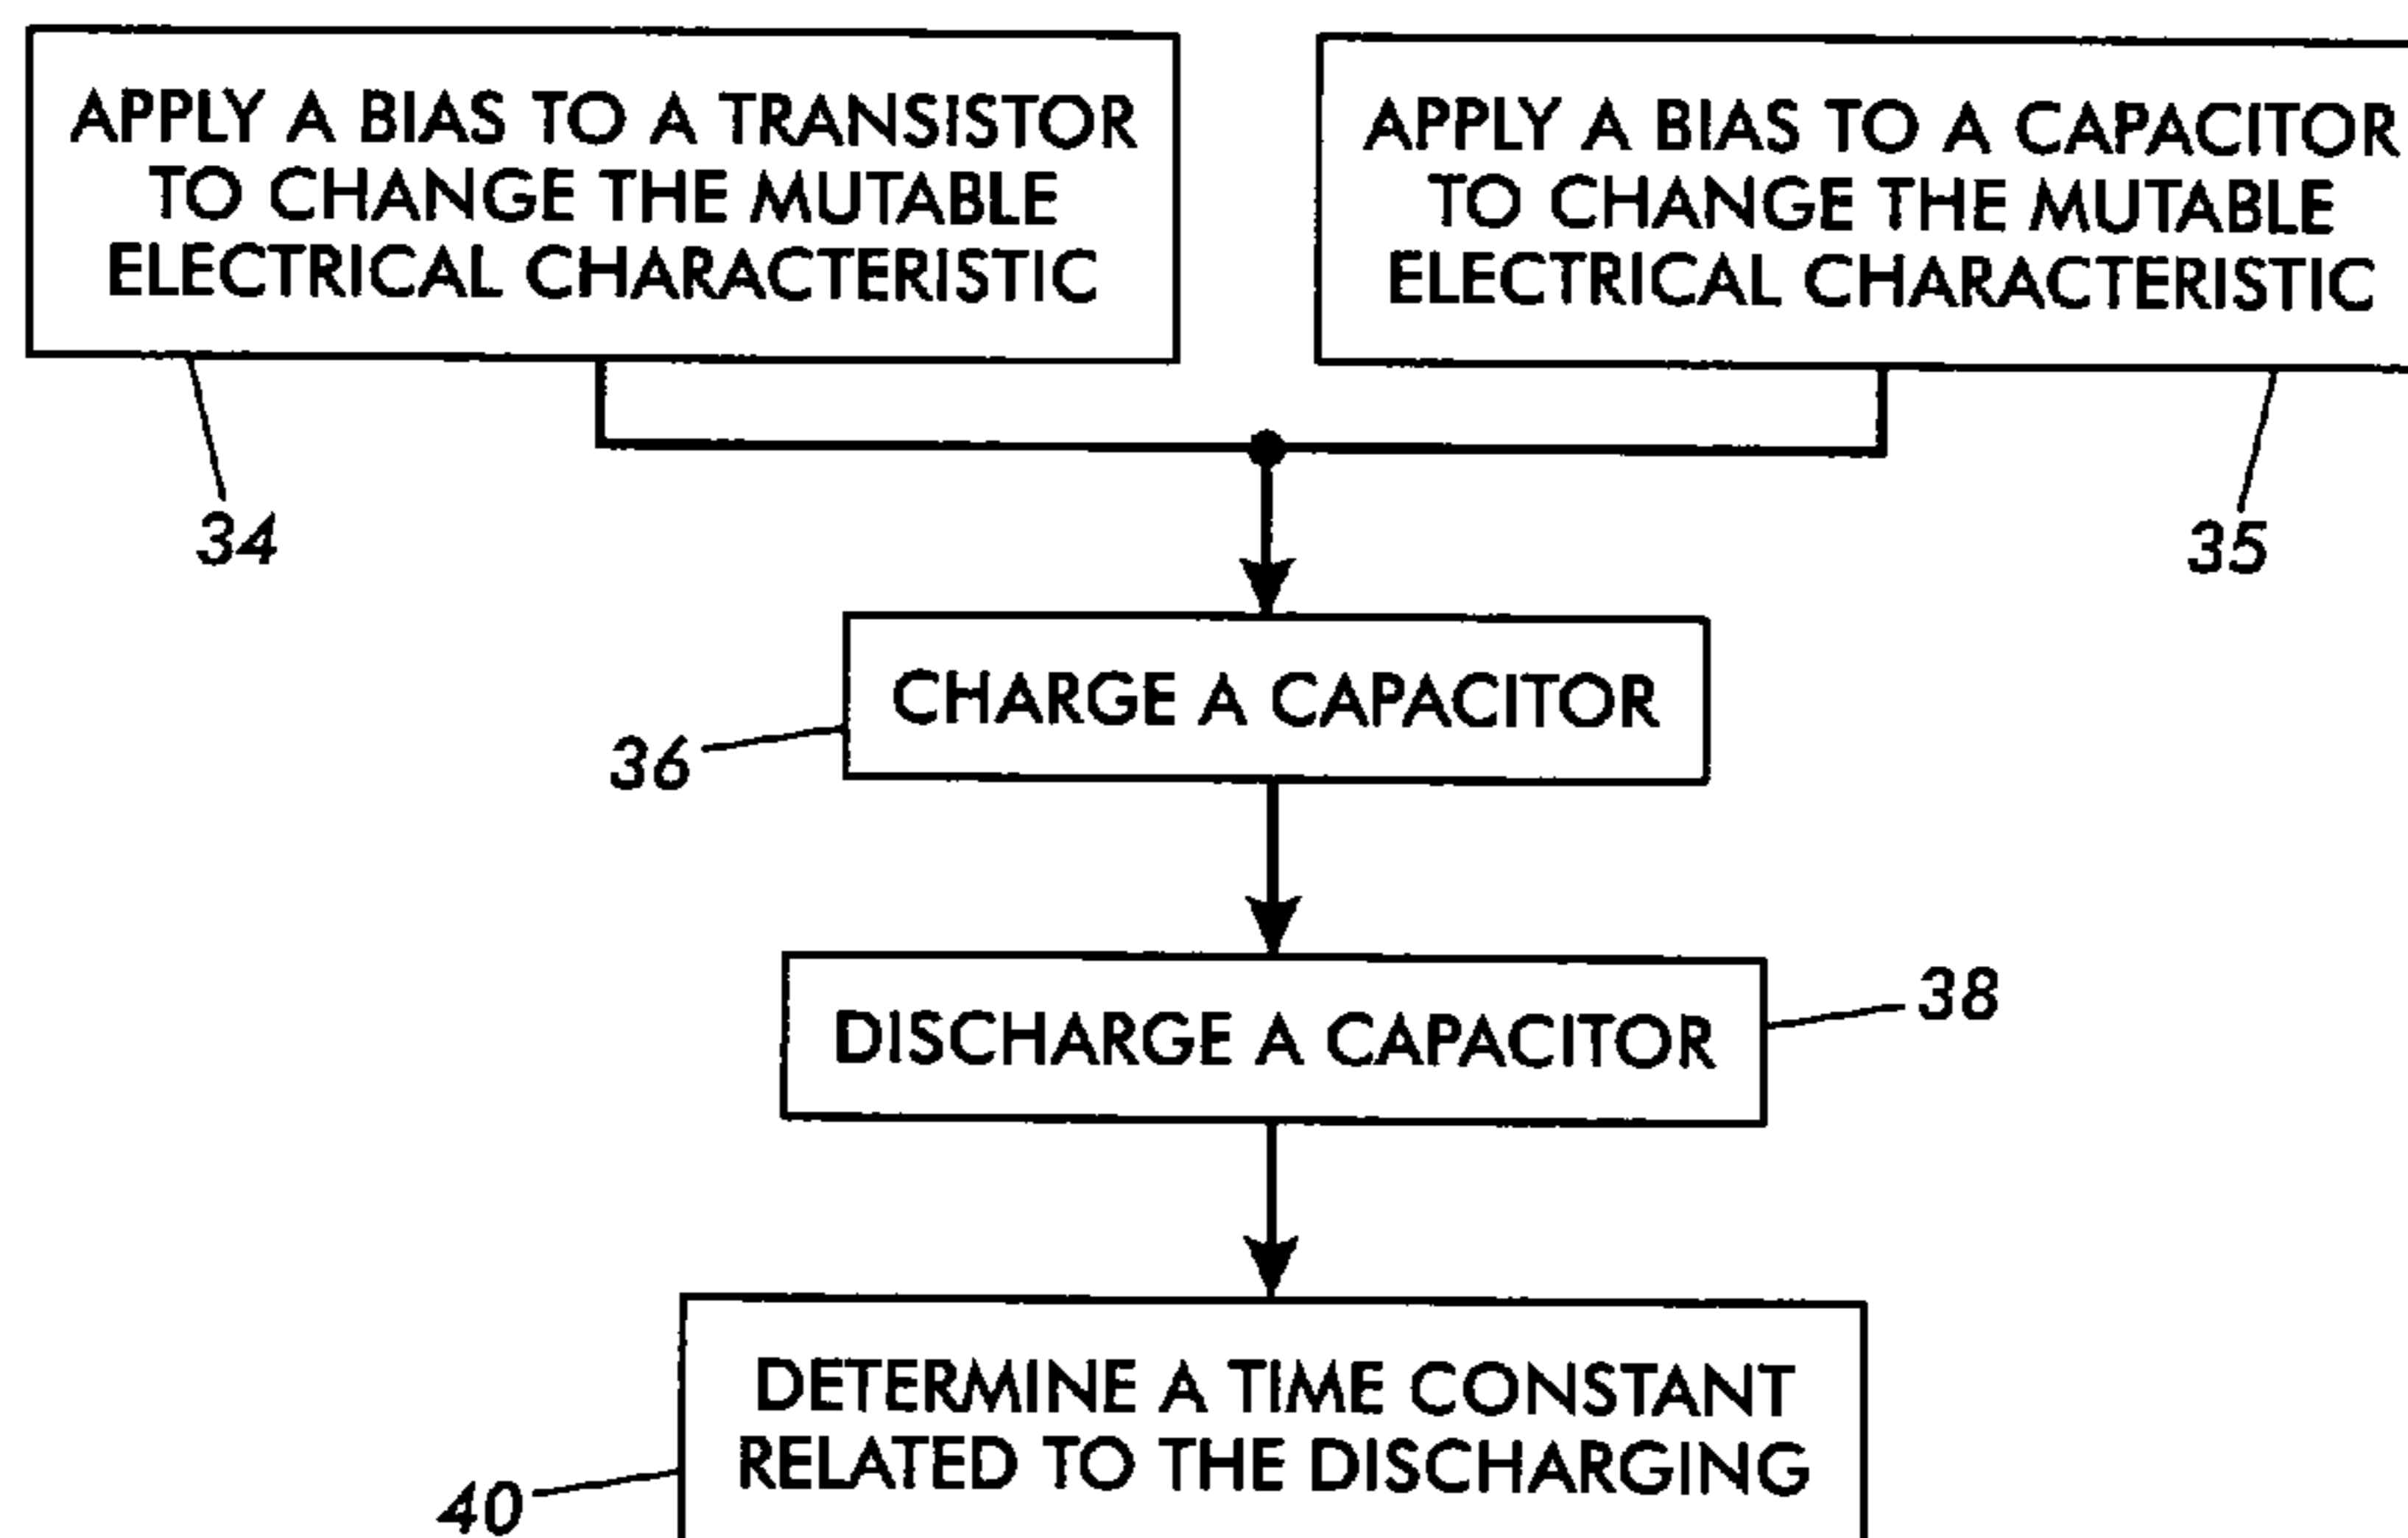 APPLY A BIAS TO A TRANSISTOR
TO CHANGE THE MUTABLE
ELECTRICAL CHARACTERISTIC
APPLY A BIAS TO A CAPACITOR
TO CHANGE THE MUTABLE
ELECTRICAL CHARACTERISTIC
34
35
CHARGE A CAPACITOR
36
DISCHARGE A CAPACITOR
38
DETERMINE A TIME CONSTANT
RELATED TO THE DISCHARGING
40